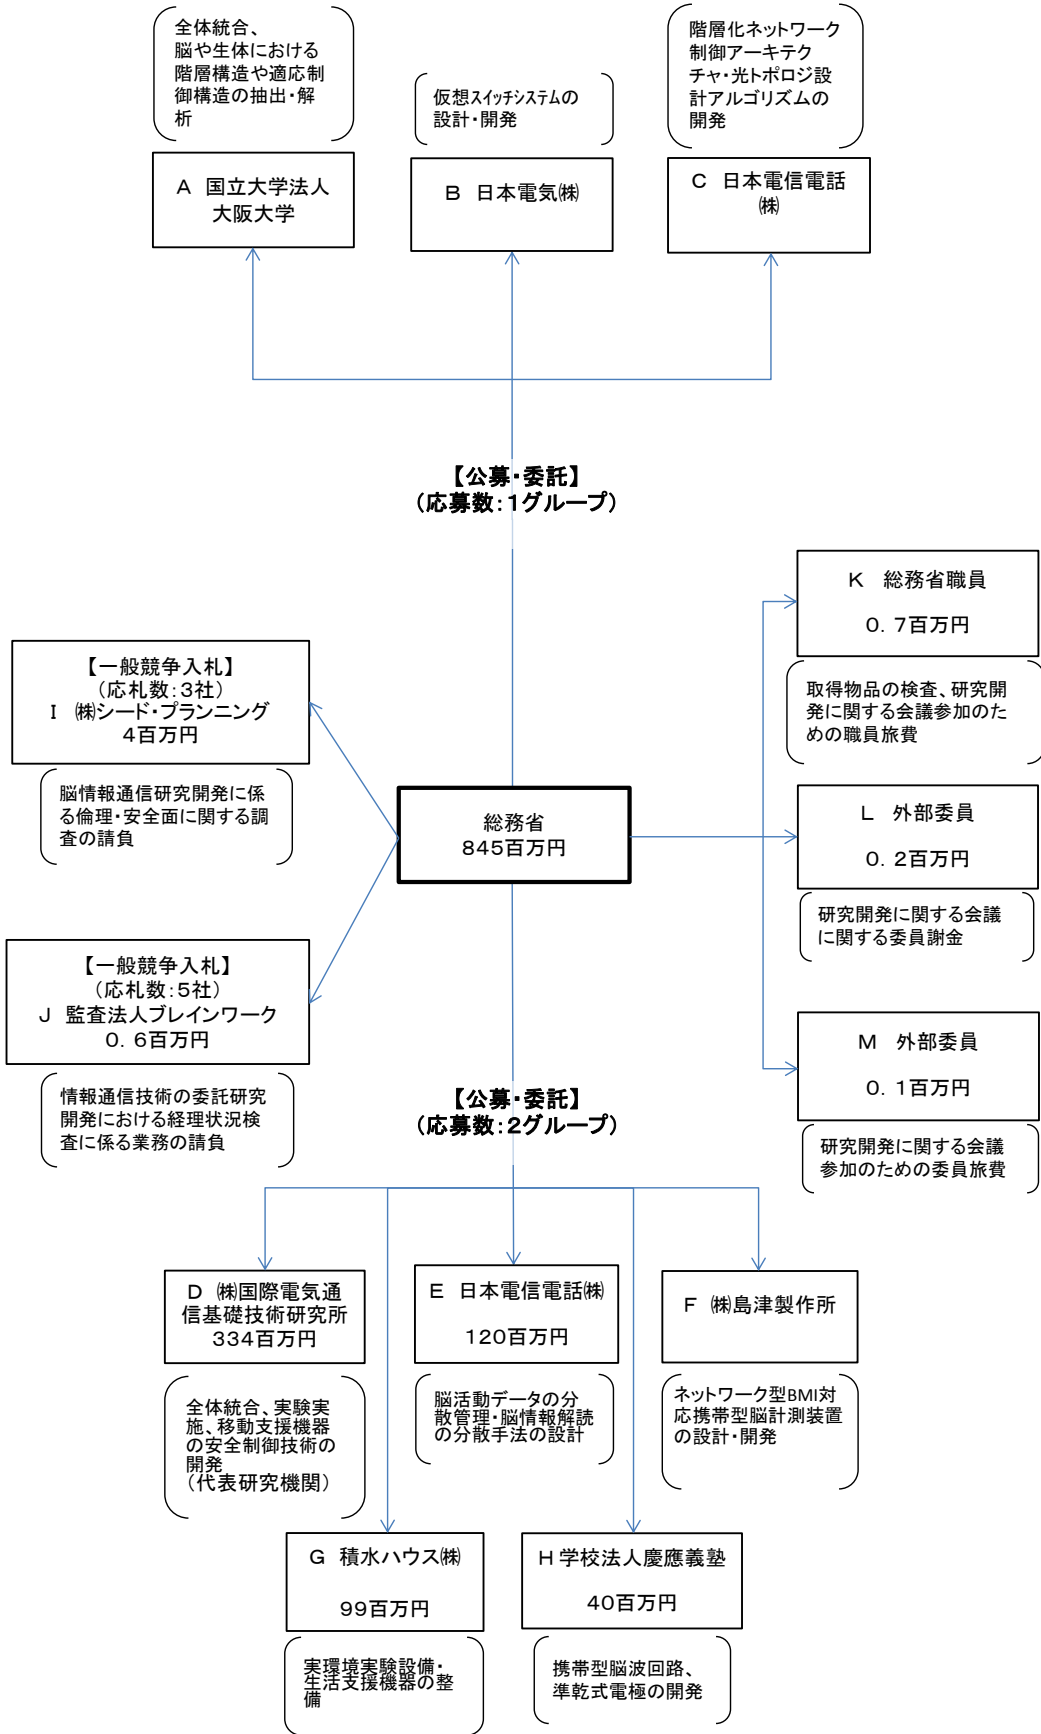 全体統合、
脳や生体における
階層構造や適応制
御構造の抽出・解
析
仮想スイッチシステムの
設計・開発
階層化ネットワーク
制御アーキテク
チャ・光トポロジ設
計アルゴリズムの
開発
A　国立大学法人
大阪大学
B　日本電気㈱
C　日本電信電話
㈱
【公募・委託】
（応募数：1グループ）
K　総務省職員
0．7百万円
取得物品の検査、研究開
発に関する会議参加のた
めの職員旅費
【一般競争入札】
（応札数：3社）
I　㈱シード・プランニング
4百万円
脳情報通信研究開発に係
る倫理・安全面に関する調
査の請負
総務省
845百万円
L　外部委員
0．2百万円
研究開発に関する会議
に関する委員謝金
【一般競争入札】
（応札数：5社）
J　監査法人ブレインワーク
0．6百万円
情報通信技術の委託研究
開発における経理状況検
査に係る業務の請負
M　外部委員
0．1百万円
研究開発に関する会議
参加のための委員旅費
【公募・委託】
（応募数：2グループ）
D　㈱国際電気通
信基礎技術研究所
334百万円
E　日本電信電話㈱
120百万円
F　㈱島津製作所
全体統合、実験実
施、移動支援機器
の安全制御技術の
開発
（代表研究機関）
脳活動データの分
散管理・脳情報解読
の分散手法の設計
ネットワーク型BMI対
応携帯型脳計測装置
の設計・開発
G　積水ハウス㈱
99百万円
H 学校法人慶應義塾
40百万円
実環境実験設備・
生活支援機器の整
備
携帯型脳波回路、
準乾式電極の開発